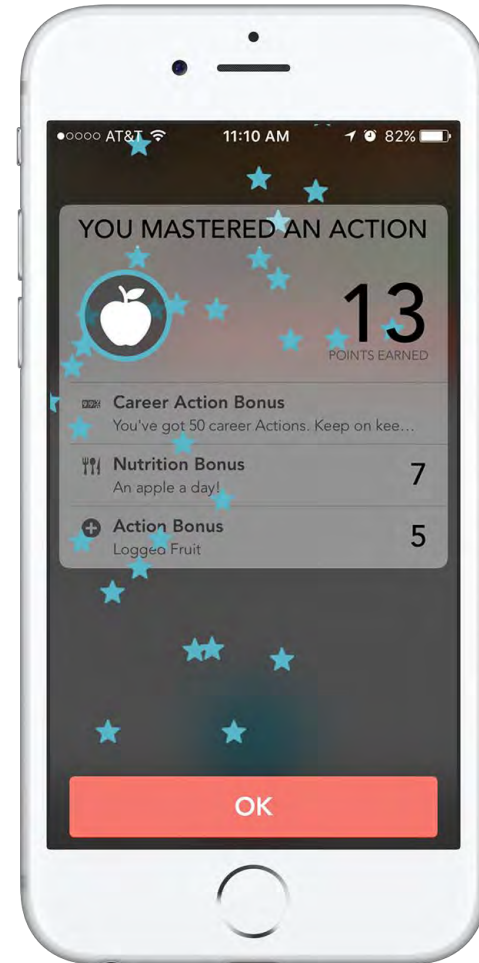 AT&T 11:10 AM 82%
YOU MASTERED AN ACTION
13
POINTS EARNED
Career Action Bonus
You've got 50 career Actions. Keep on kee...
Nutrition Bonus 7
An apple a day!
Action Bonus 5
Logged Fruit
OK